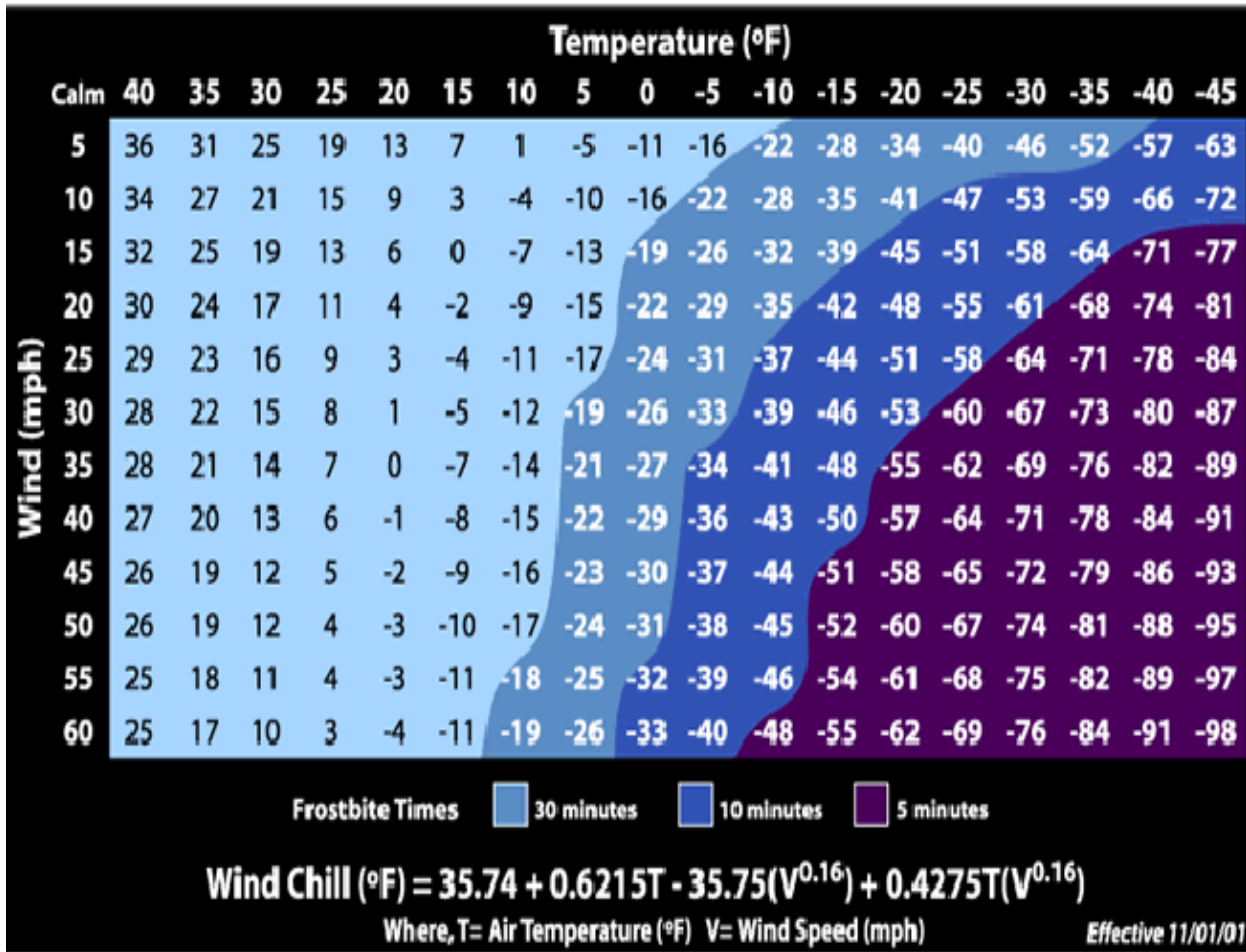 Temperature (ºF)
Calm 40 35 30 25 20 15 10 5 0 -5 -10 -15 -20 -25 -30 -35 -40 -45
Wind (mph)
5 36 31 25 19 13 7 1 -5 -11 -16 -22 -28 -34 -40 -46 -52 -57 -63
10 34 27 21 15 9 3 -4 -10 -16 -22 -28 -35 -41 -47 -53 -59 -66 -72
15 32 25 19 13 6 0 -7 -13 -19 -26 -32 -39 -45 -51 -58 -64 -71 -77
20 30 24 17 11 4 -2 -9 -15 -22 -29 -35 -42 -48 -55 -61 -68 -74 -81
25 29 23 16 9 3 -4 -11 -17 -24 -31 -37 -44 -51 -58 -64 -71 -78 -84
30 28 22 15 8 1 -5 -12 -19 -26 -33 -39 -46 -53 -60 -67 -73 -80 -87
35 28 21 14 7 0 -7 -14 -21 -27 -34 -41 -48 -55 -62 -69 -76 -82 -89
40 27 20 13 6 -1 -8 -15 -22 -29 -36 -43 -50 -57 -64 -71 -78 -84 -91
45 26 19 12 5 -2 -9 -16 -23 -30 -37 -44 -51 -58 -65 -72 -79 -86 -93
50 26 19 12 4 -3 -10 -17 -24 -31 -38 -45 -52 -60 -67 -74 -81 -88 -95
55 25 18 11 4 -3 -11 -18 -25 -32 -39 -46 -54 -61 -68 -75 -82 -89 -97
60 25 17 10 3 -4 -11 -19 -26 -33 -40 -48 -55 -62 -69 -76 -84 -91 -98
Frostbite Times 30 minutes 10 minutes 5 minutes
Wind Chill (ºF) = 35.74 + 0.6215T - 35.75(V^0.16) + 0.4275T(V^0.16)
Where, T= Air Temperature (ºF) V= Wind Speed (mph) Effective 11/01/01